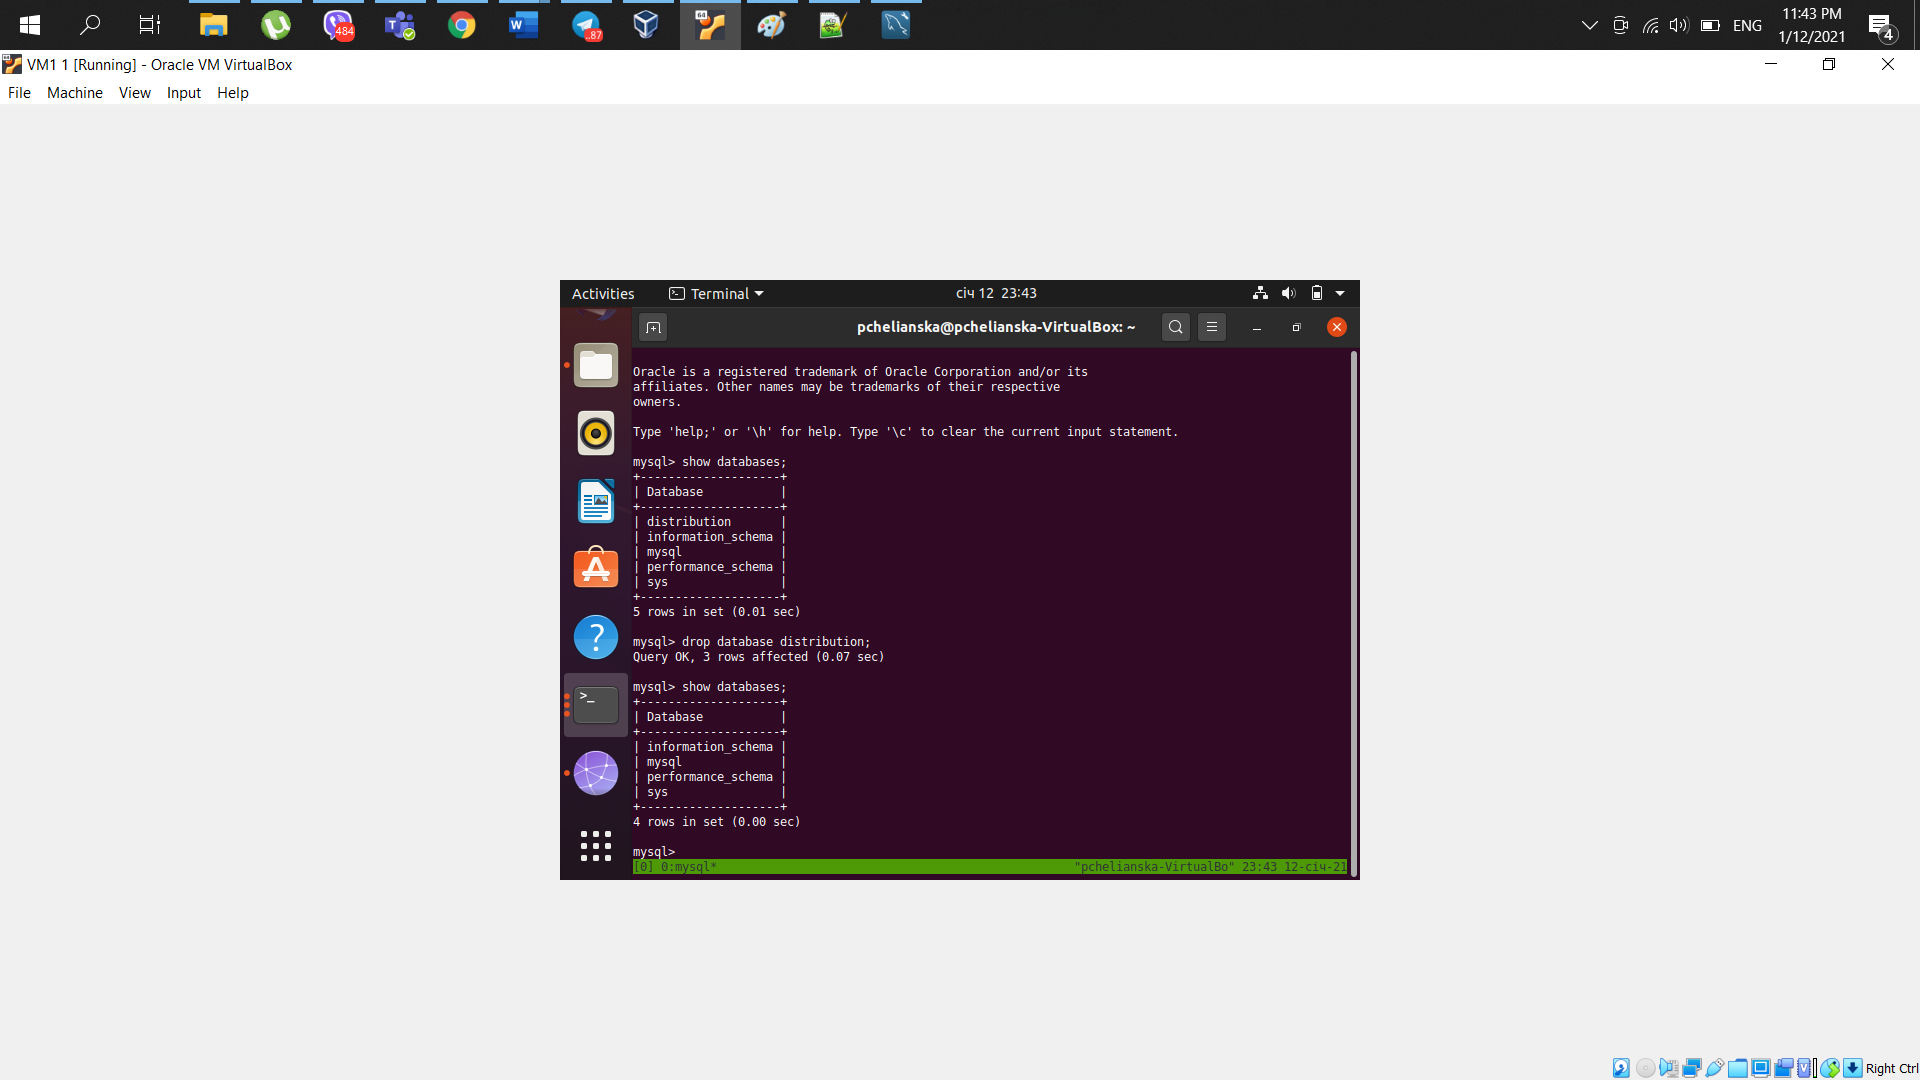 484
W
.87
64
ENG
11:43 PM
1/12/2021
4
VM1 1 [Running] - Oracle VM VirtualBox
File Machine View Input Help
Activities Terminal січ 12 23:43
pchelianska@pchelianska-VirtualBox: ~
Oracle is a registered trademark of Oracle Corporation and/or its
affiliates. Other names may be trademarks of their respective
owners.
Type 'help;' or '\h' for help. Type '\c' to clear the current input statement.
mysql> show databases;
+--------------------+
| Database           |
+--------------------+
| distribution       |
| information_schema |
| mysql              |
| performance_schema |
| sys                |
+--------------------+
5 rows in set (0.01 sec)
mysql> drop database distribution;
Query OK, 3 rows affected (0.07 sec)
mysql> show databases;
+--------------------+
| Database           |
+--------------------+
| information_schema |
| mysql              |
| performance_schema |
| sys                |
+--------------------+
4 rows in set (0.00 sec)
mysql>
[0] 0:mysql* "pchelianska-VirtualBo" 23:43 12-січ-21
Right Ctrl